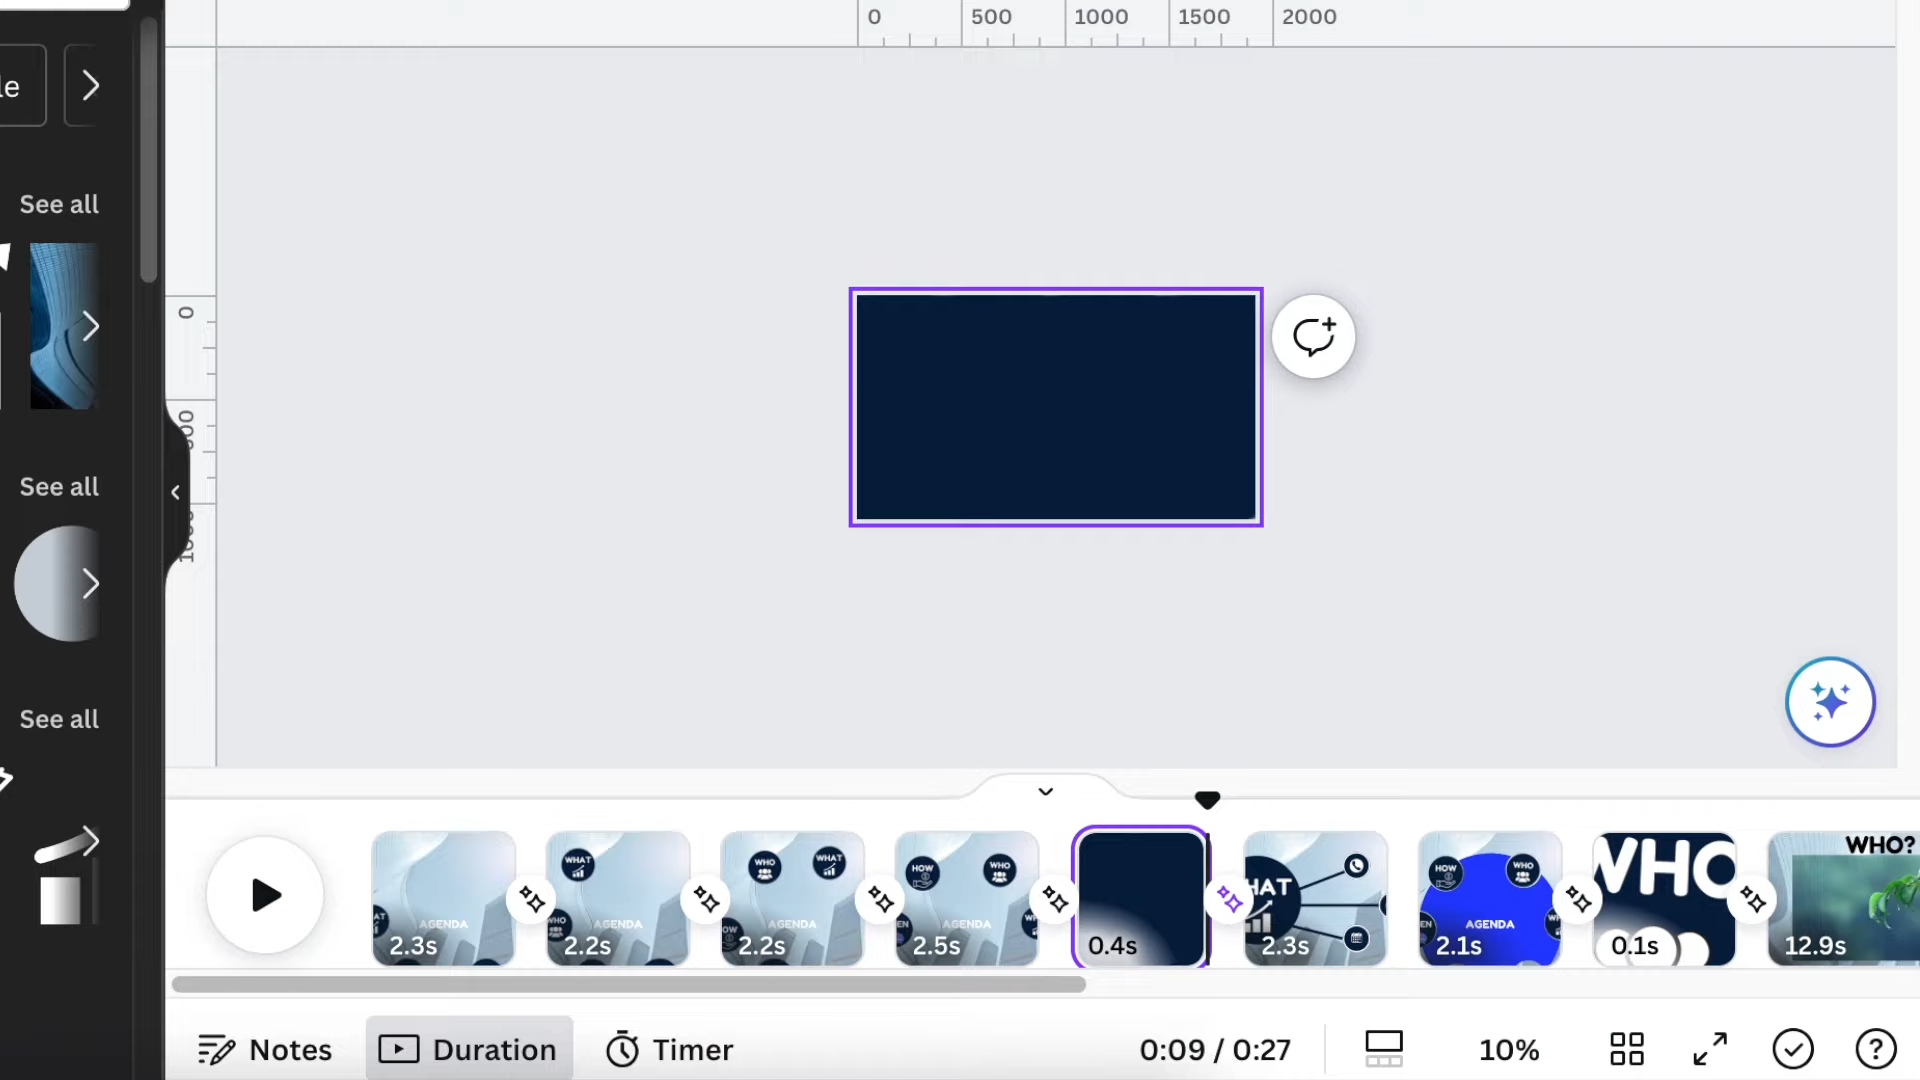 0 500 1000 1500 2000
le
See all
0
See all
See all
AGENDA
2.3s
WHAT
AGENDA
2.2s
WHO
WHAT
AGENDA
2.2s
HOW
WHO
AGENDA
2.5s
0.4s
HAT
2.3s
HOW
WHO
AGENDA
2.1s
WHO
0.1s
WHO?
12.9s
Notes
Duration
Timer
0:09 / 0:27
10%
?